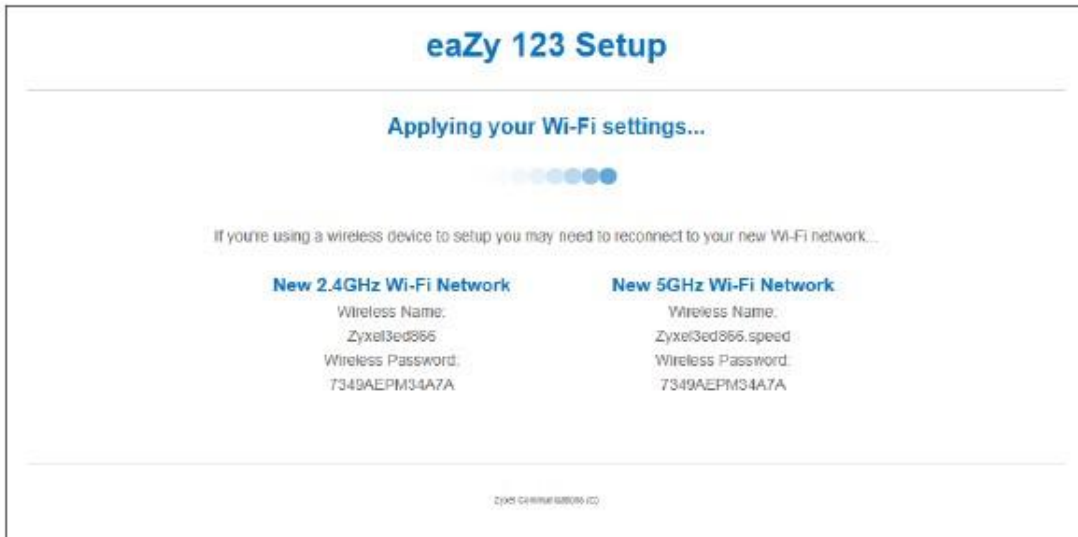 eaZy 123 Setup
Applying your Wi-Fi settings...
If you're using a wireless device to setup you may need to reconnect to your new Wi-Fi network...
New 2.4GHz Wi-Fi Network
Wireless Name:
Zyxel3ed866
Wireless Password:
7349AEPM34A7A
New 5GHz Wi-Fi Network
Wireless Name:
Zyxel3ed866.speed
Wireless Password:
7349AEPM34A7A
Zyxel Communications (C)